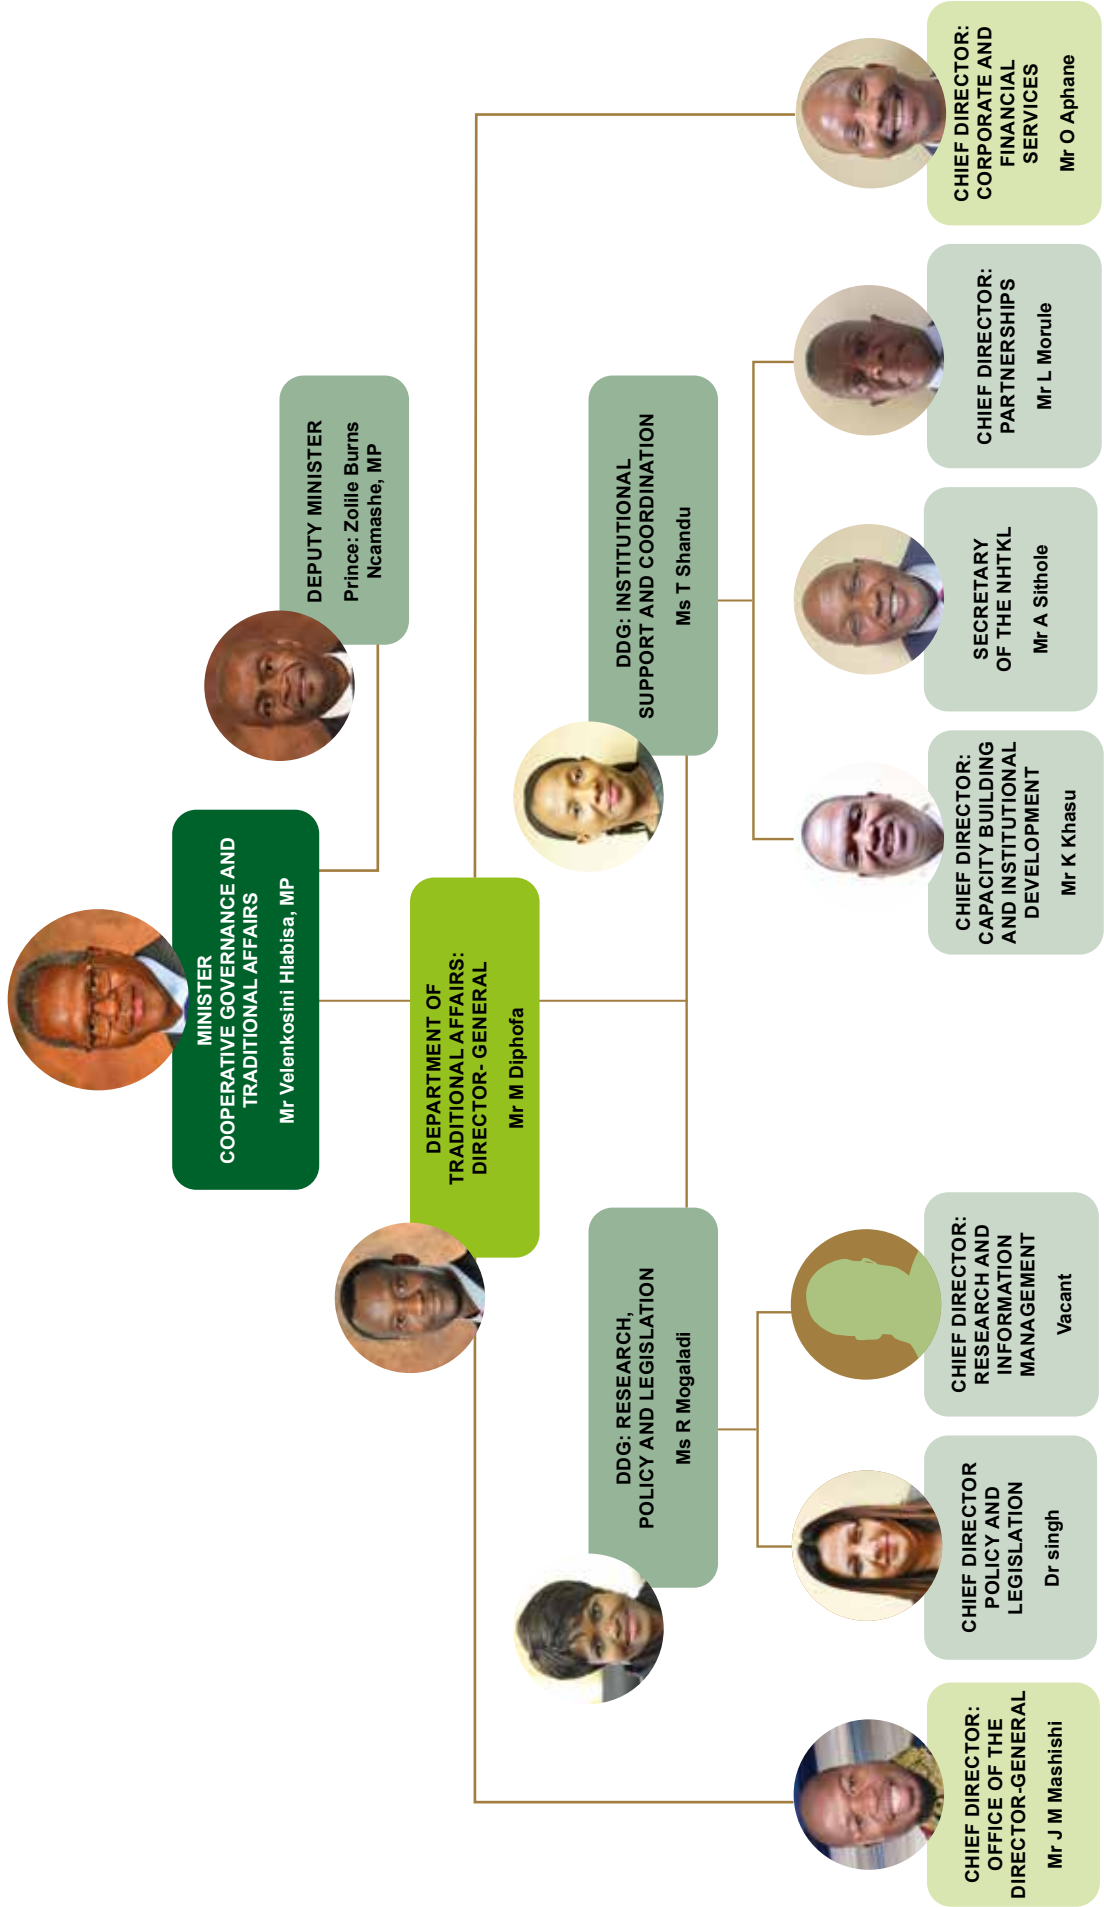 MINISTER
COOPERATIVE GOVERNANCE AND
TRADITIONAL AFFAIRS
Mr Velenkosini Hlabisa, MP
DEPUTY MINISTER
Prince: Zolile Burns
Ncamashe, MP
DEPARTMENT OF
TRADITIONAL AFFAIRS:
DIRECTOR- GENERAL
Mr M Diphofa
DDG: RESEARCH,
POLICY AND LEGISLATION
Ms R Mogaladi
DDG: INSTITUTIONAL
SUPPORT AND COORDINATION
Ms T Shandu
CHIEF DIRECTOR:
OFFICE OF THE
DIRECTOR-GENERAL
Mr J M Mashishi
CHIEF DIRECTOR
POLICY AND
LEGISLATION
Dr singh
CHIEF DIRECTOR:
RESEARCH AND
INFORMATION
MANAGEMENT
Vacant
CHIEF DIRECTOR:
CAPACITY BUILDING
AND INSTITUTIONAL
DEVELOPMENT
Mr K Khasu
SECRETARY
OF THE NHTKL
Mr A Sithole
CHIEF DIRECTOR:
PARTNERSHIPS
Mr L Morule
CHIEF DIRECTOR:
CORPORATE AND
FINANCIAL
SERVICES
Mr O Aphane